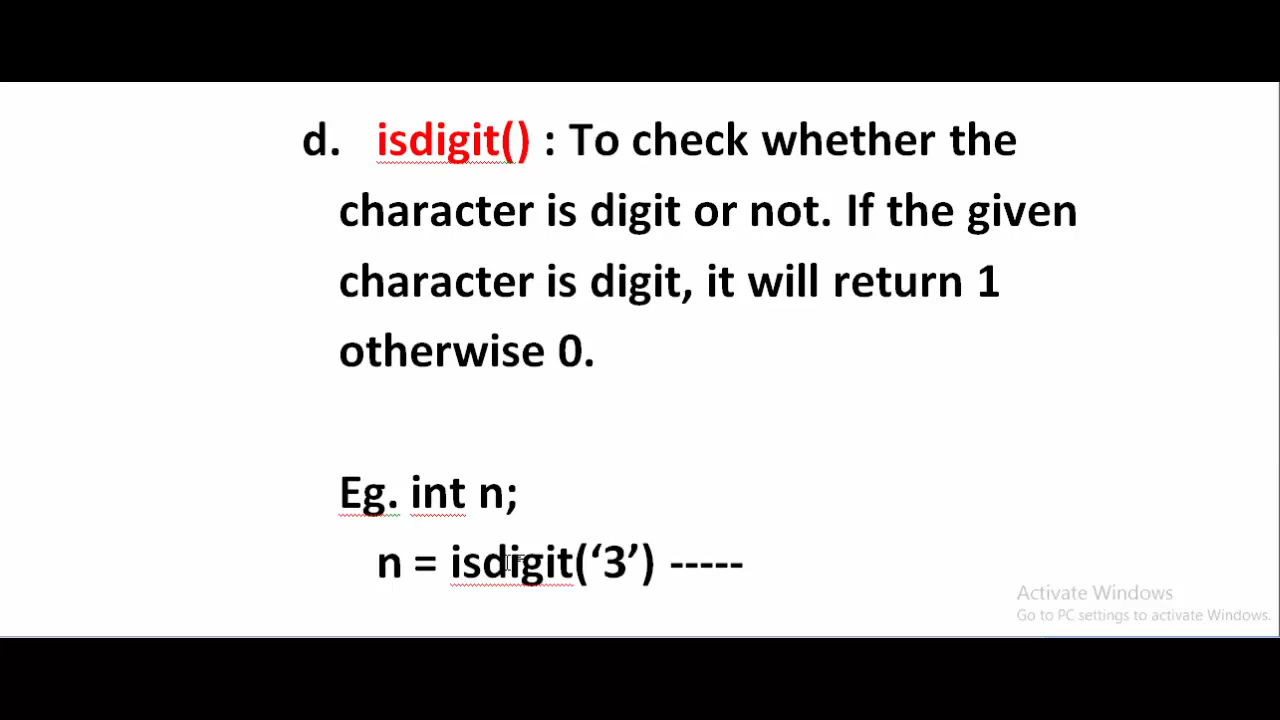 d. isdigit() : To check whether the
character is digit or not. If the given
character is digit, it will return 1
otherwise 0.
Eg. int n;
n = isdigit(‘3’) -----
Activate Windows
Go to PC settings to activate Windows.